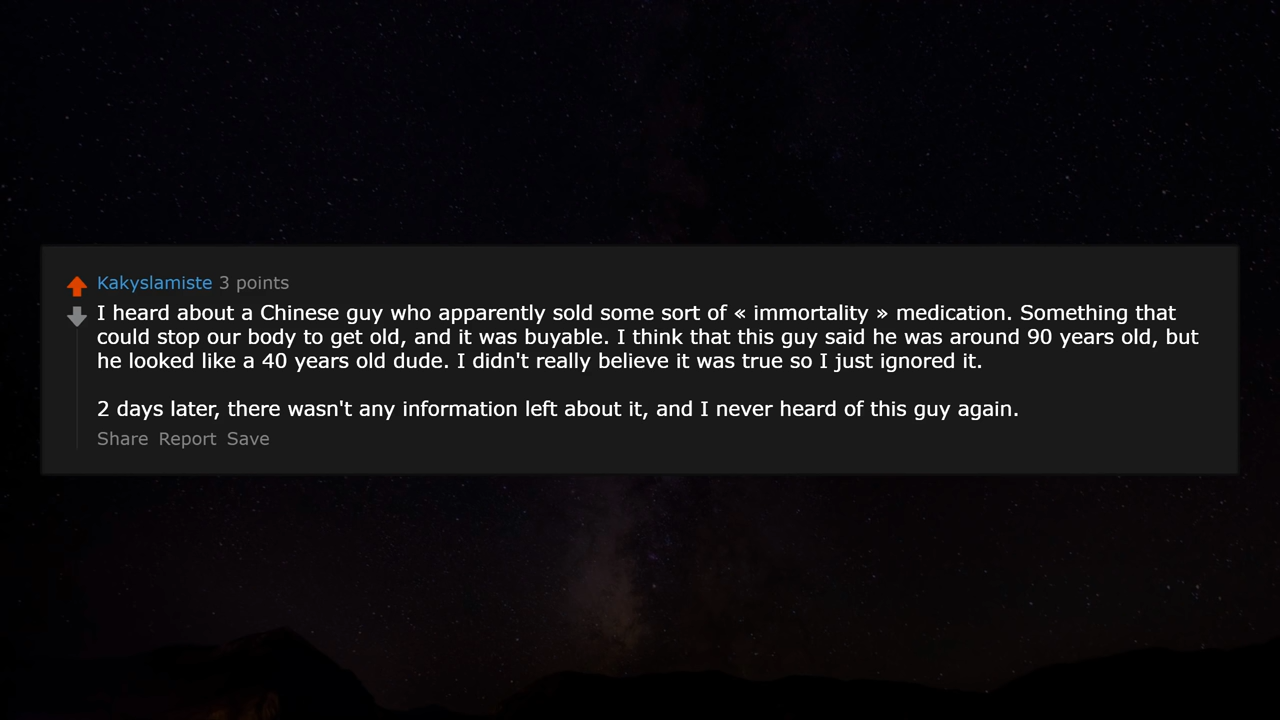 Kakyslamiste 3 points
I heard about a Chinese guy who apparently sold some sort of « immortality » medication. Something that
could stop our body to get old, and it was buyable. I think that this guy said he was around 90 years old, but
he looked like a 40 years old dude. I didn't really believe it was true so I just ignored it.
2 days later, there wasn't any information left about it, and I never heard of this guy again.
Share Report Save